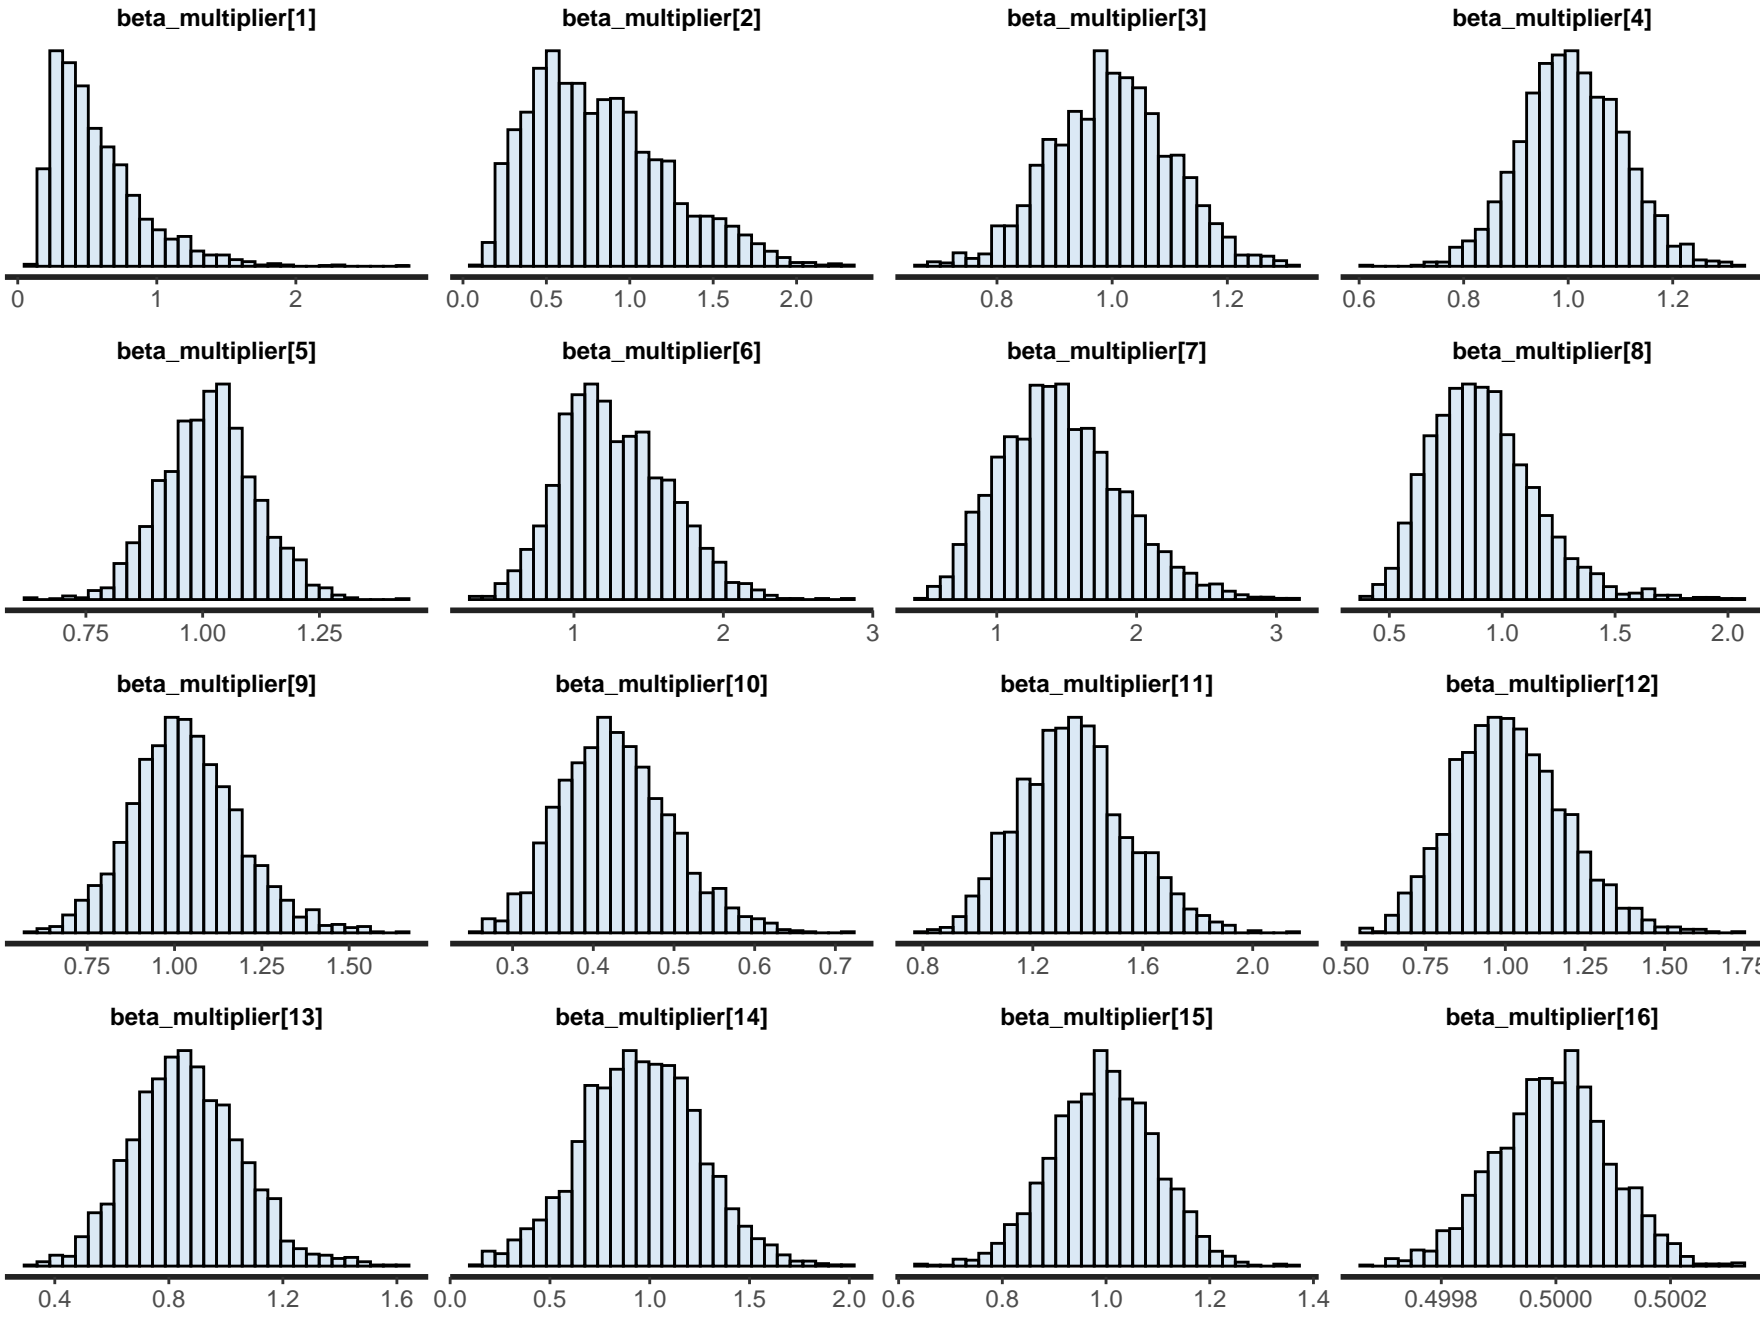 beta_multiplier[1] beta_multiplier[2] beta_multiplier[3] beta_multiplier[4]
0 1 2 0.0 0.5 1.0 1.5 2.0 0.8 1.0 1.2 0.6 0.8 1.0 1.2
beta_multiplier[5] beta_multiplier[6] beta_multiplier[7] beta_multiplier[8]
0.75 1.00 1.25 1 2 3 1 2 3 0.5 1.0 1.5 2.0
beta_multiplier[9] beta_multiplier[10] beta_multiplier[11] beta_multiplier[12]
0.75 1.00 1.25 1.50 0.3 0.4 0.5 0.6 0.7 0.8 1.2 1.6 2.0 0.50 0.75 1.00 1.25 1.50 1.75
beta_multiplier[13] beta_multiplier[14] beta_multiplier[15] beta_multiplier[16]
0.4 0.8 1.2 1.6 0.0 0.5 1.0 1.5 2.0 0.6 0.8 1.0 1.2 1.4 0.4998 0.5000 0.5002